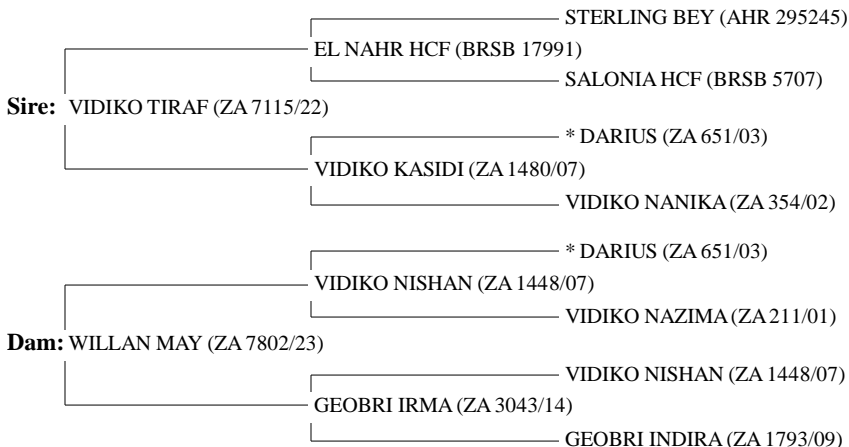 STERLING BEY (AHR 295245)
EL NAHR HCF (BRSB 17991)
SALONIA HCF (BRSB 5707)
Sire: VIDIKO TIRAF (ZA 7115/22)
* DARIUS (ZA 651/03)
VIDIKO KASIDI (ZA 1480/07)
VIDIKO NANIKA (ZA 354/02)
* DARIUS (ZA 651/03)
VIDIKO NISHAN (ZA 1448/07)
VIDIKO NAZIMA (ZA 211/01)
Dam: WILLAN MAY (ZA 7802/23)
VIDIKO NISHAN (ZA 1448/07)
GEOBRI IRMA (ZA 3043/14)
GEOBRI INDIRA (ZA 1793/09)